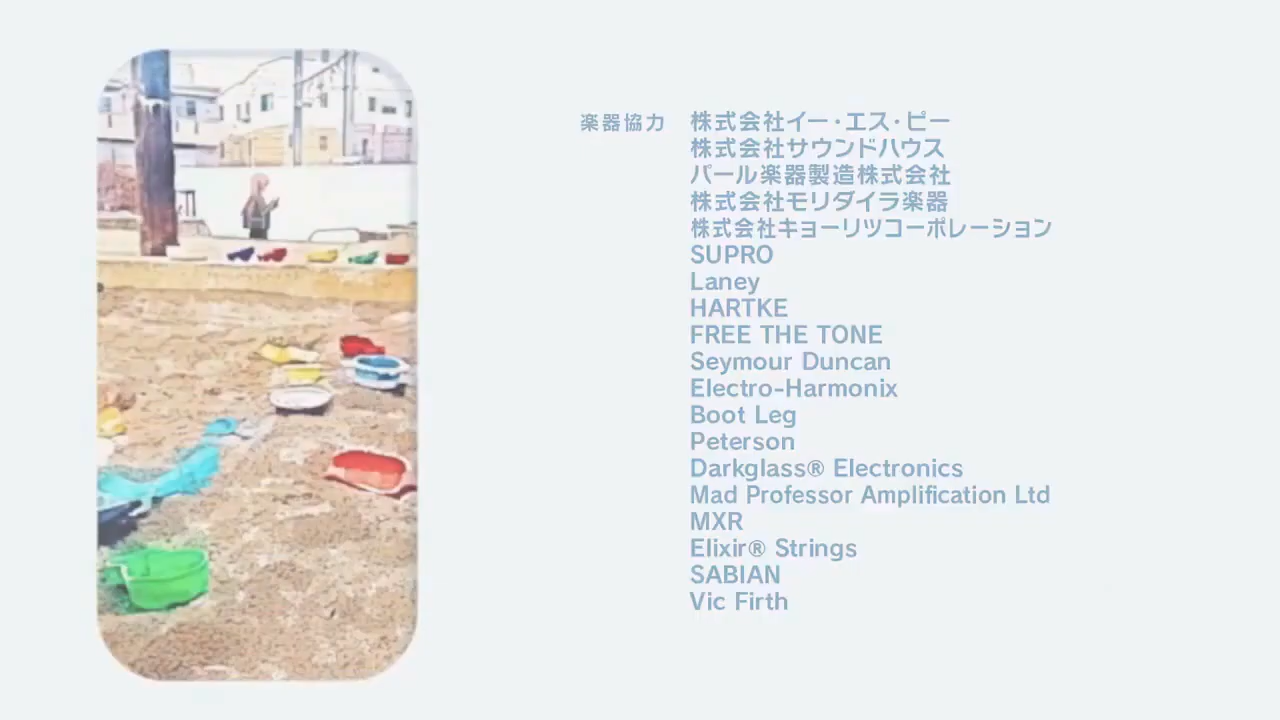 楽器協力 株式会社イー・エス・ピー
株式会社サウンドハウス
パール楽器製造株式会社
株式会社モリダイラ楽器
株式会社キョーリツコーポレーション
SUPRO
Laney
HARTKE
FREE THE TONE
Seymour Duncan
Electro-Harmonix
Boot Leg
Peterson
Darkglass® Electronics
Mad Professor Amplification Ltd
MXR
Elixir® Strings
SABIAN
Vic Firth